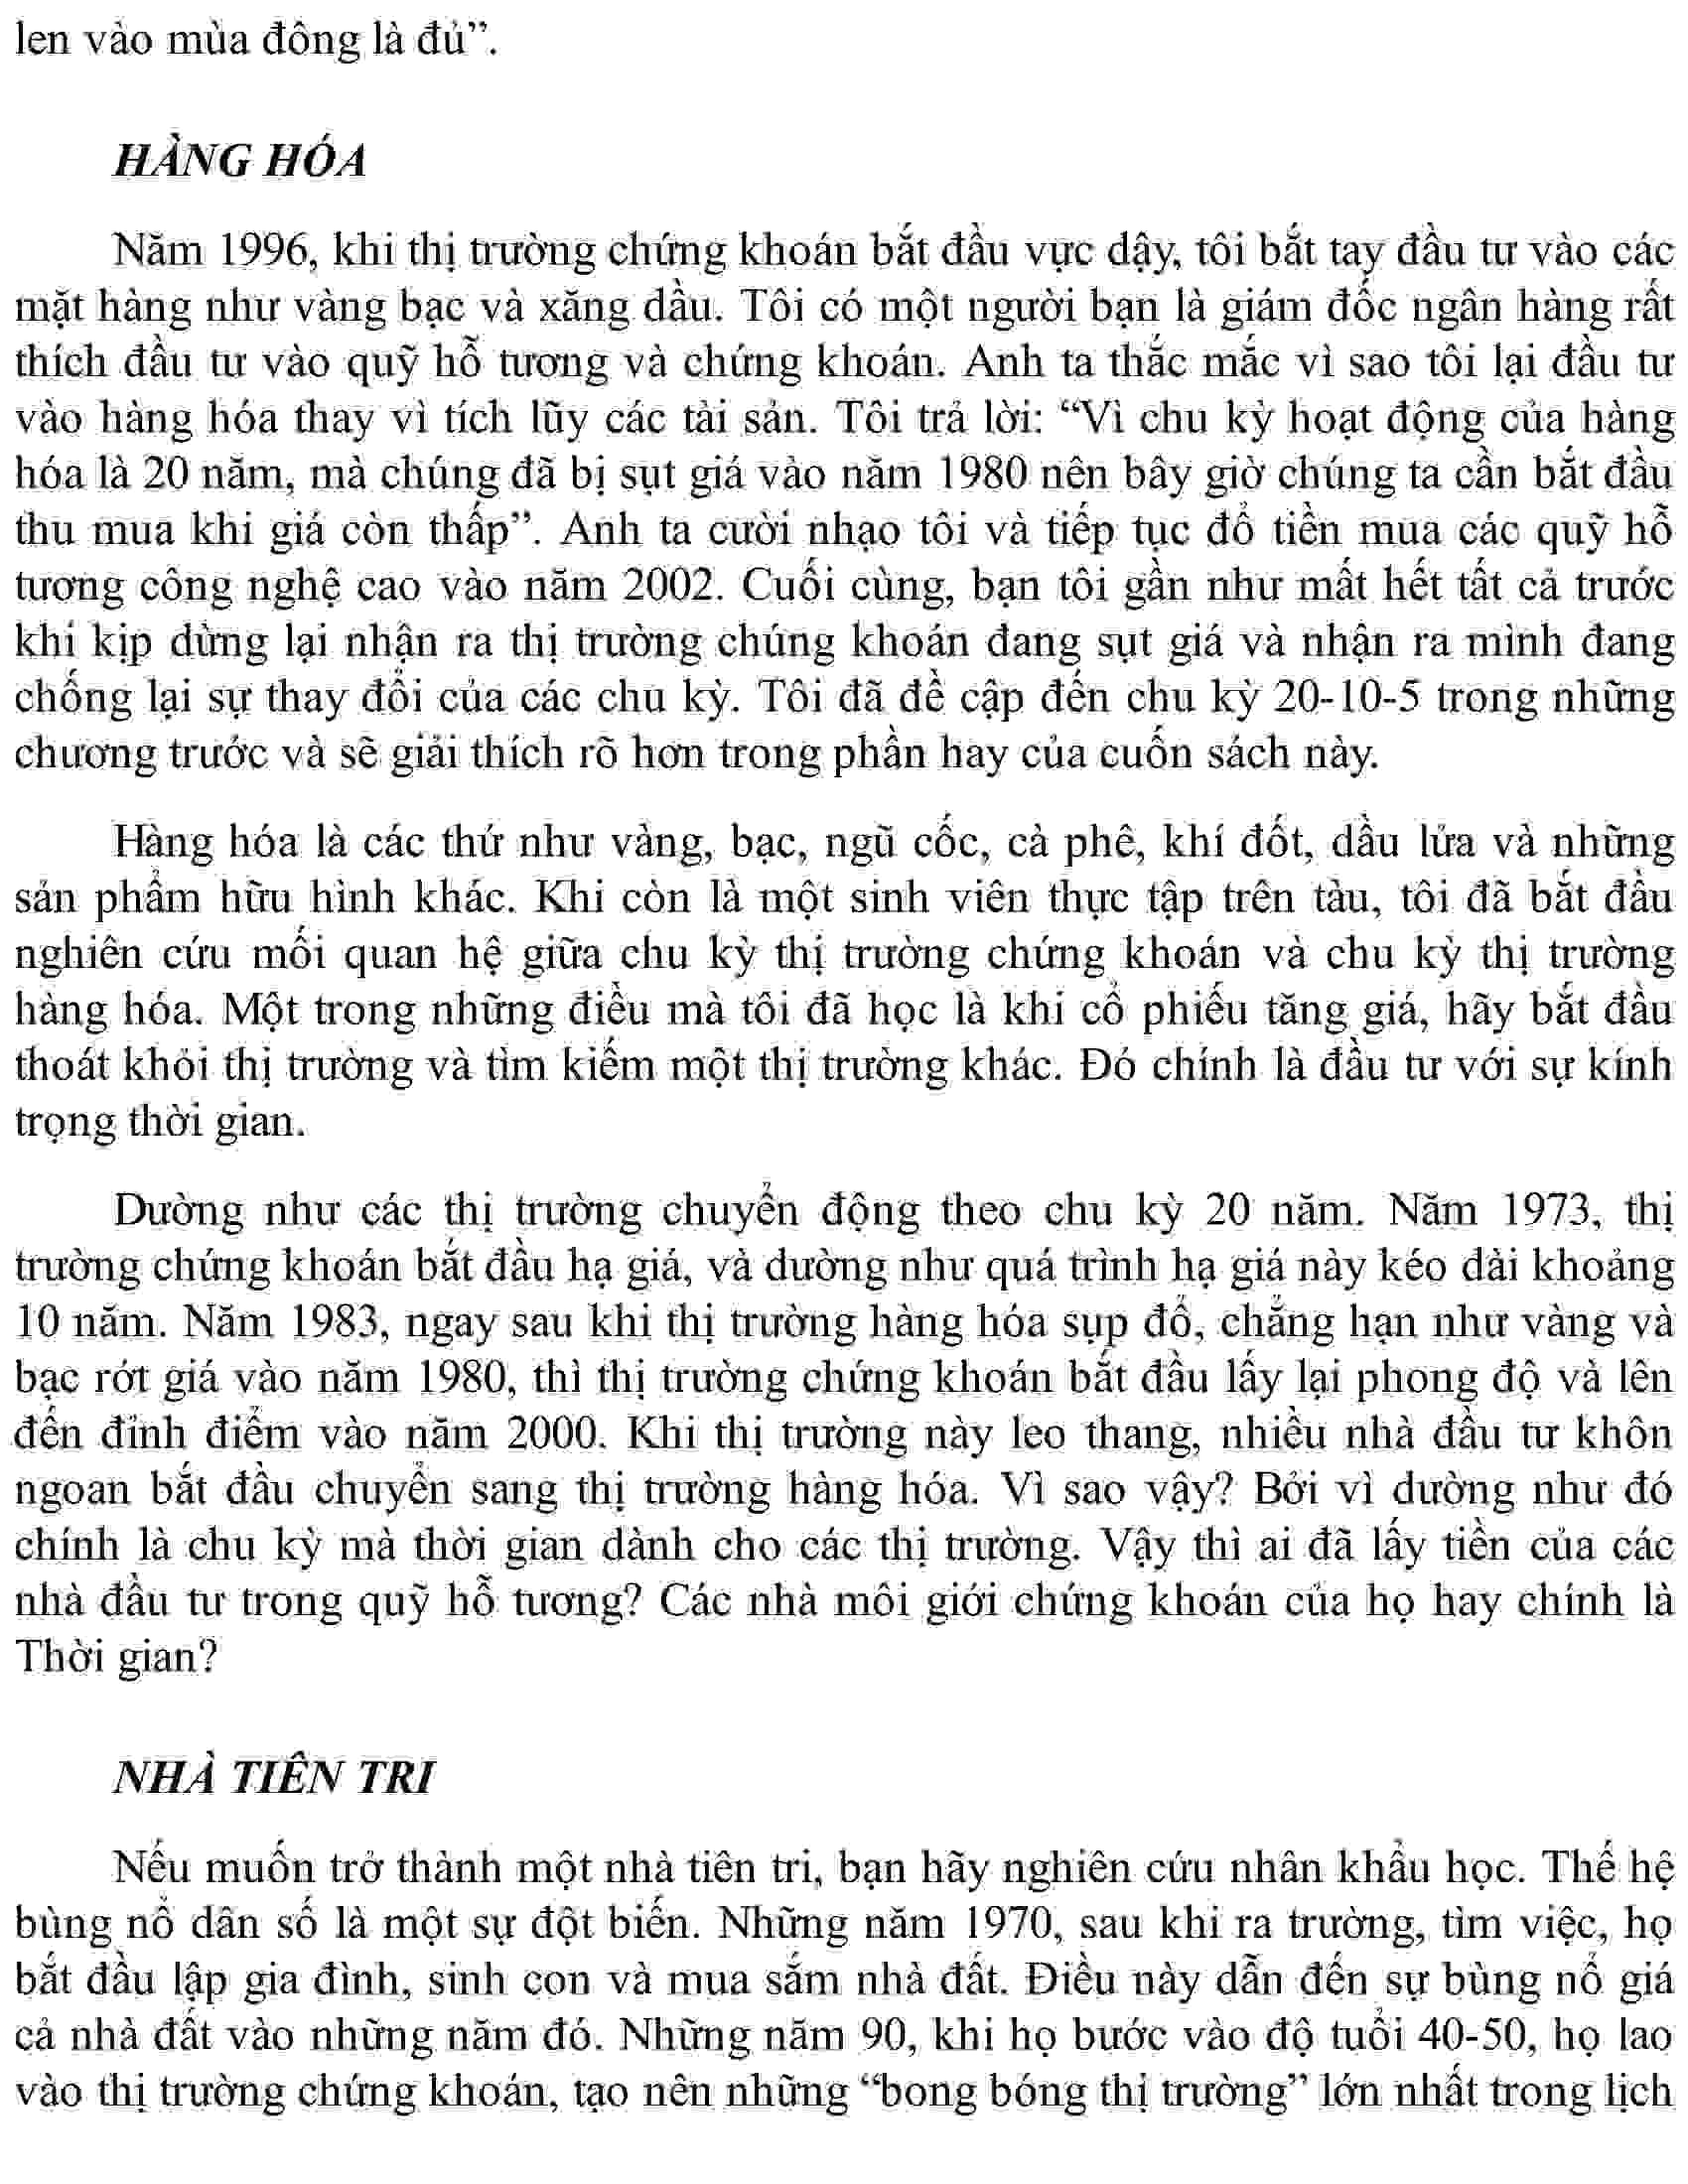 len vào mùa đông là đủ”.
HÀNG HÓA
Năm 1996, khi thị trường chứng khoán bắt đầu vực dậy, tôi bắt tay đầu tư vào các
mặt hàng như vàng bạc và xăng dầu. Tôi có một người bạn là giám đốc ngân hàng rất
thích đầu tư vào quỹ hỗ tương và chứng khoán. Anh ta thắc mắc vì sao tôi lại đầu tư
vào hàng hóa thay vì tích lũy các tài sản. Tôi trả lời: “Vì chu kỳ hoạt động của hàng
hóa là 20 năm, mà chúng đã bị sụt giá vào năm 1980 nên bây giờ chúng ta cần bắt đầu
thu mua khi giá còn thấp”. Anh ta cười nhạo tôi và tiếp tục đổ tiền mua các quỹ hỗ
tương công nghệ cao vào năm 2002. Cuối cùng, bạn tôi gần như mất hết tất cả trước
khi kịp dừng lại nhận ra thị trường chúng khoán đang sụt giá và nhận ra mình đang
chống lại sự thay đổi của các chu kỳ. Tôi đã đề cập đến chu kỳ 20-10-5 trong những
chương trước và sẽ giải thích rõ hơn trong phần hay của cuốn sách này.
Hàng hóa là các thứ như vàng, bạc, ngũ cốc, cà phê, khí đốt, dầu lửa và những
sản phẩm hữu hình khác. Khi còn là một sinh viên thực tập trên tàu, tôi đã bắt đầu
nghiên cứu mối quan hệ giữa chu kỳ thị trường chứng khoán và chu kỳ thị trường
hàng hóa. Một trong những điều mà tôi đã học là khi cổ phiếu tăng giá, hãy bắt đầu
thoát khỏi thị trường và tìm kiếm một thị trường khác. Đó chính là đầu tư với sự kính
trọng thời gian.
Dường như các thị trường chuyển động theo chu kỳ 20 năm. Năm 1973, thị
trường chứng khoán bắt đầu hạ giá, và dường như quá trình hạ giá này kéo dài khoảng
10 năm. Năm 1983, ngay sau khi thị trường hàng hóa sụp đổ, chẳng hạn như vàng và
bạc rớt giá vào năm 1980, thì thị trường chứng khoán bắt đầu lấy lại phong độ và lên
đến đỉnh điểm vào năm 2000. Khi thị trường này leo thang, nhiều nhà đầu tư khôn
ngoan bắt đầu chuyển sang thị trường hàng hóa. Vì sao vậy? Bởi vì dường như đó
chính là chu kỳ mà thời gian dành cho các thị trường. Vậy thì ai đã lấy tiền của các
nhà đầu tư trong quỹ hỗ tương? Các nhà môi giới chứng khoán của họ hay chính là
Thời gian?
NHÀ TIÊN TRI
Nếu muốn trở thành một nhà tiên tri, bạn hãy nghiên cứu nhân khẩu học. Thế hệ
bùng nổ dân số là một sự đột biến. Những năm 1970, sau khi ra trường, tìm việc, họ
bắt đầu lập gia đình, sinh con và mua sắm nhà đất. Điều này dẫn đến sự bùng nổ giá
cả nhà đất vào những năm đó. Những năm 90, khi họ bước vào độ tuổi 40-50, họ lao
vào thị trường chứng khoán, tạo nên những “bong bóng thị trường” lớn nhất trong lịch